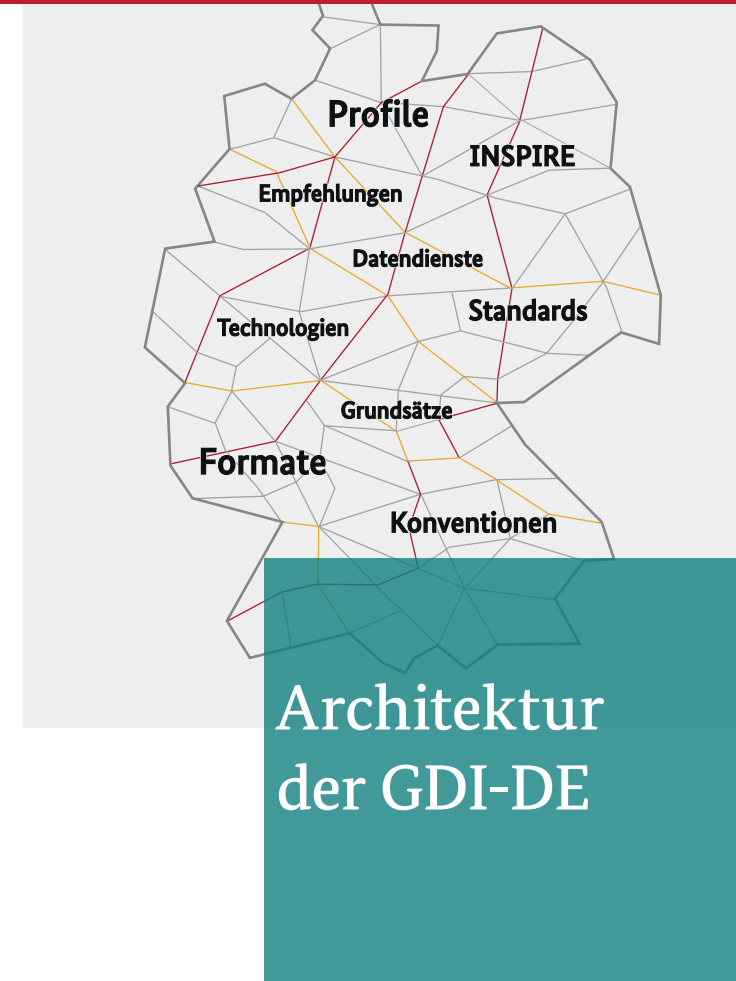 Profile
INSPIRE
Empfehlungen
Datendienste
Standards
Technologien
Grundsätze
Formate
Konventionen
Architektur
der GDI-DE